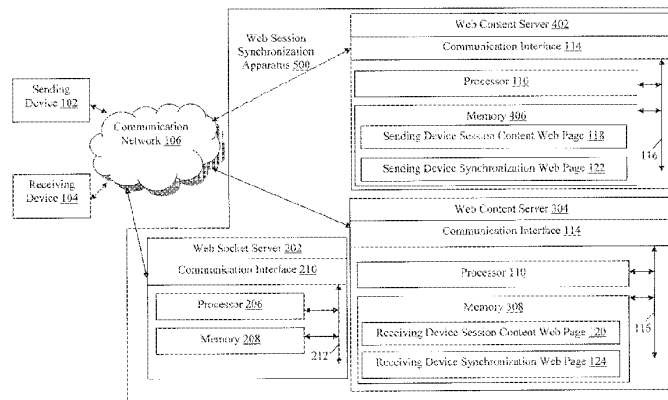 Web Session
Synchronization
Apparatus 500
Sending
Device 102
Communication
Network 106
Receiving
Device 104
Web Content Server 402
Communication Interface 114
Processor 110
Memory 406
Sending Device Session Content Web Page 118
Sending Device Synchronization Web Page 122
116
Web Content Server 304
Communication Interface 114
Processor 110
Memory 308
Receiving Device Session Content Web Page 120
Receiving Device Synchronization Web Page 124
116
Web Socket Server 202
Communication Interface 210
Processor 206
Memory 208
212